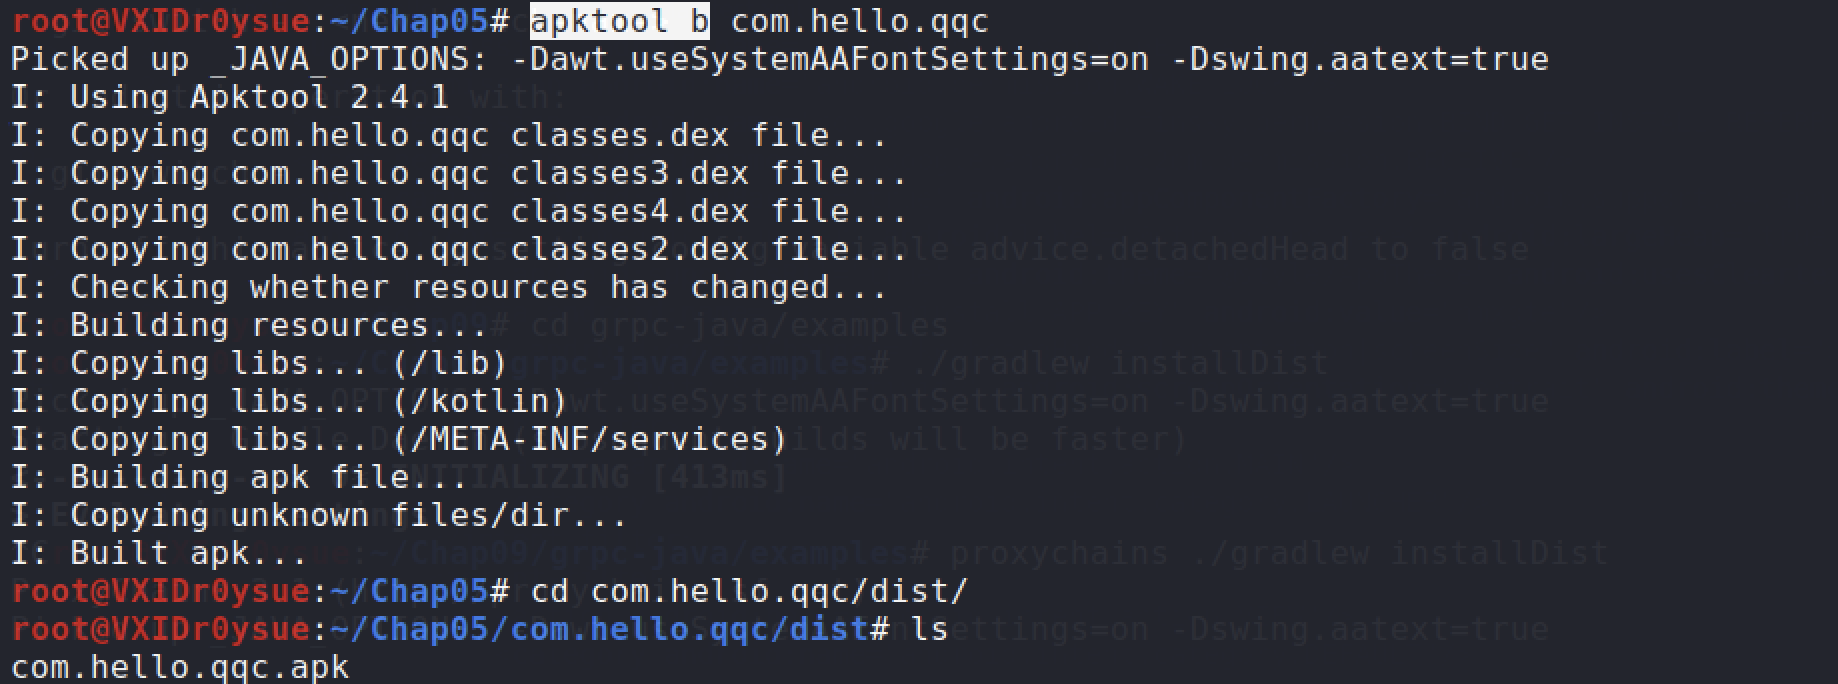 root@VXIDr0ysue:~/Chap05# apktool b com.hello.qqc
Picked up _JAVA_OPTIONS: -Dawt.useSystemAAFontSettings=on -Dswing.aatext=true
I: Using Apktool 2.4.1
I: Copying com.hello.qqc classes.dex file...
I: Copying com.hello.qqc classes3.dex file...
I: Copying com.hello.qqc classes4.dex file...
I: Copying com.hello.qqc classes2.dex file...
I: Checking whether resources has changed...
I: Building resources...
I: Copying libs... (/lib)
I: Copying libs... (/kotlin)
I: Copying libs... (/META-INF/services)
I: Building apk file...
I: Copying unknown files/dir...
I: Built apk...
root@VXIDr0ysue:~/Chap05# cd com.hello.qqc/dist/
root@VXIDr0ysue:~/Chap05/com.hello.qqc/dist# ls
com.hello.qqc.apk